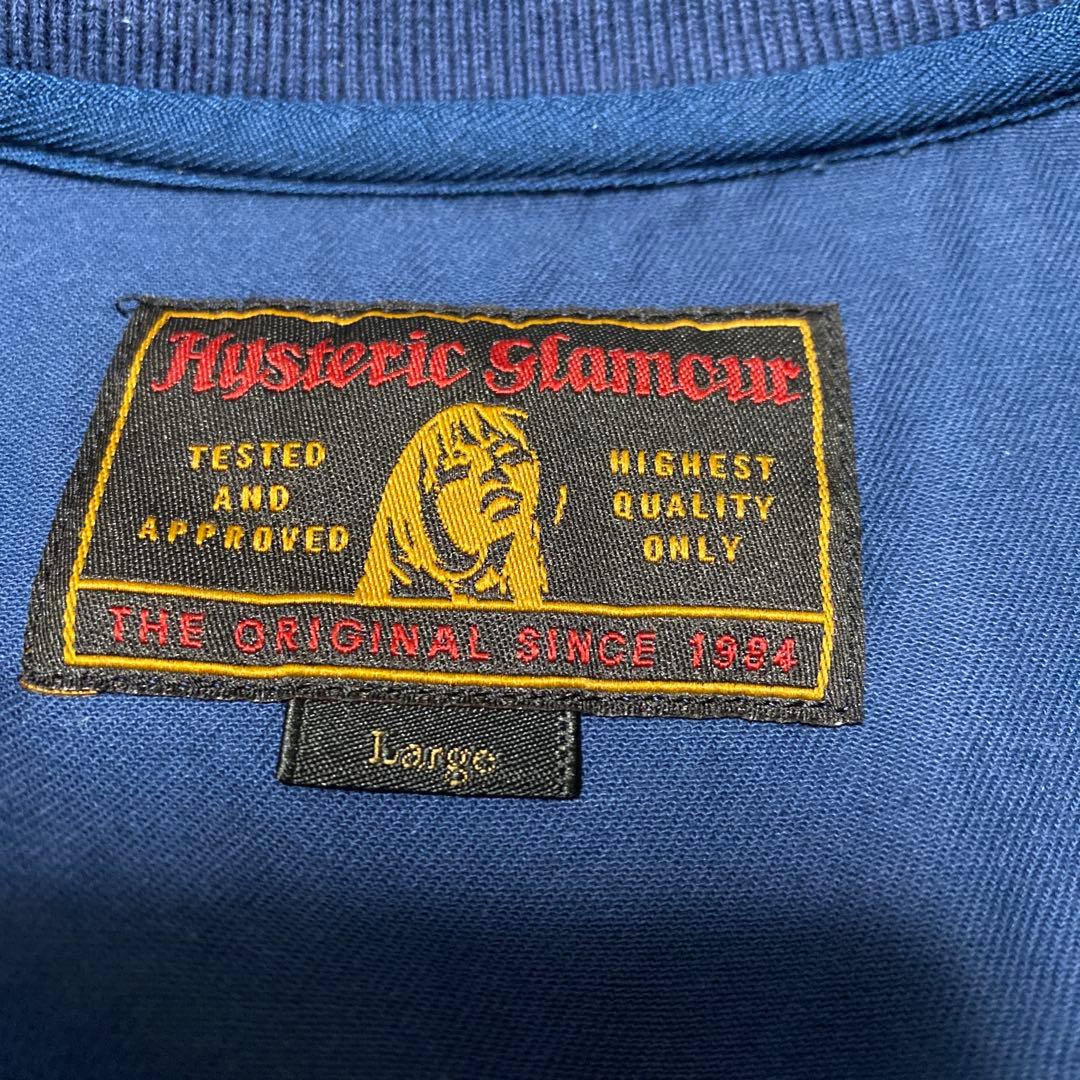 Hysteric Glamour
TESTED
AND
APPROVED
HIGHEST
QUALITY
ONLY
THE ORIGINAL SINCE 1984
Large